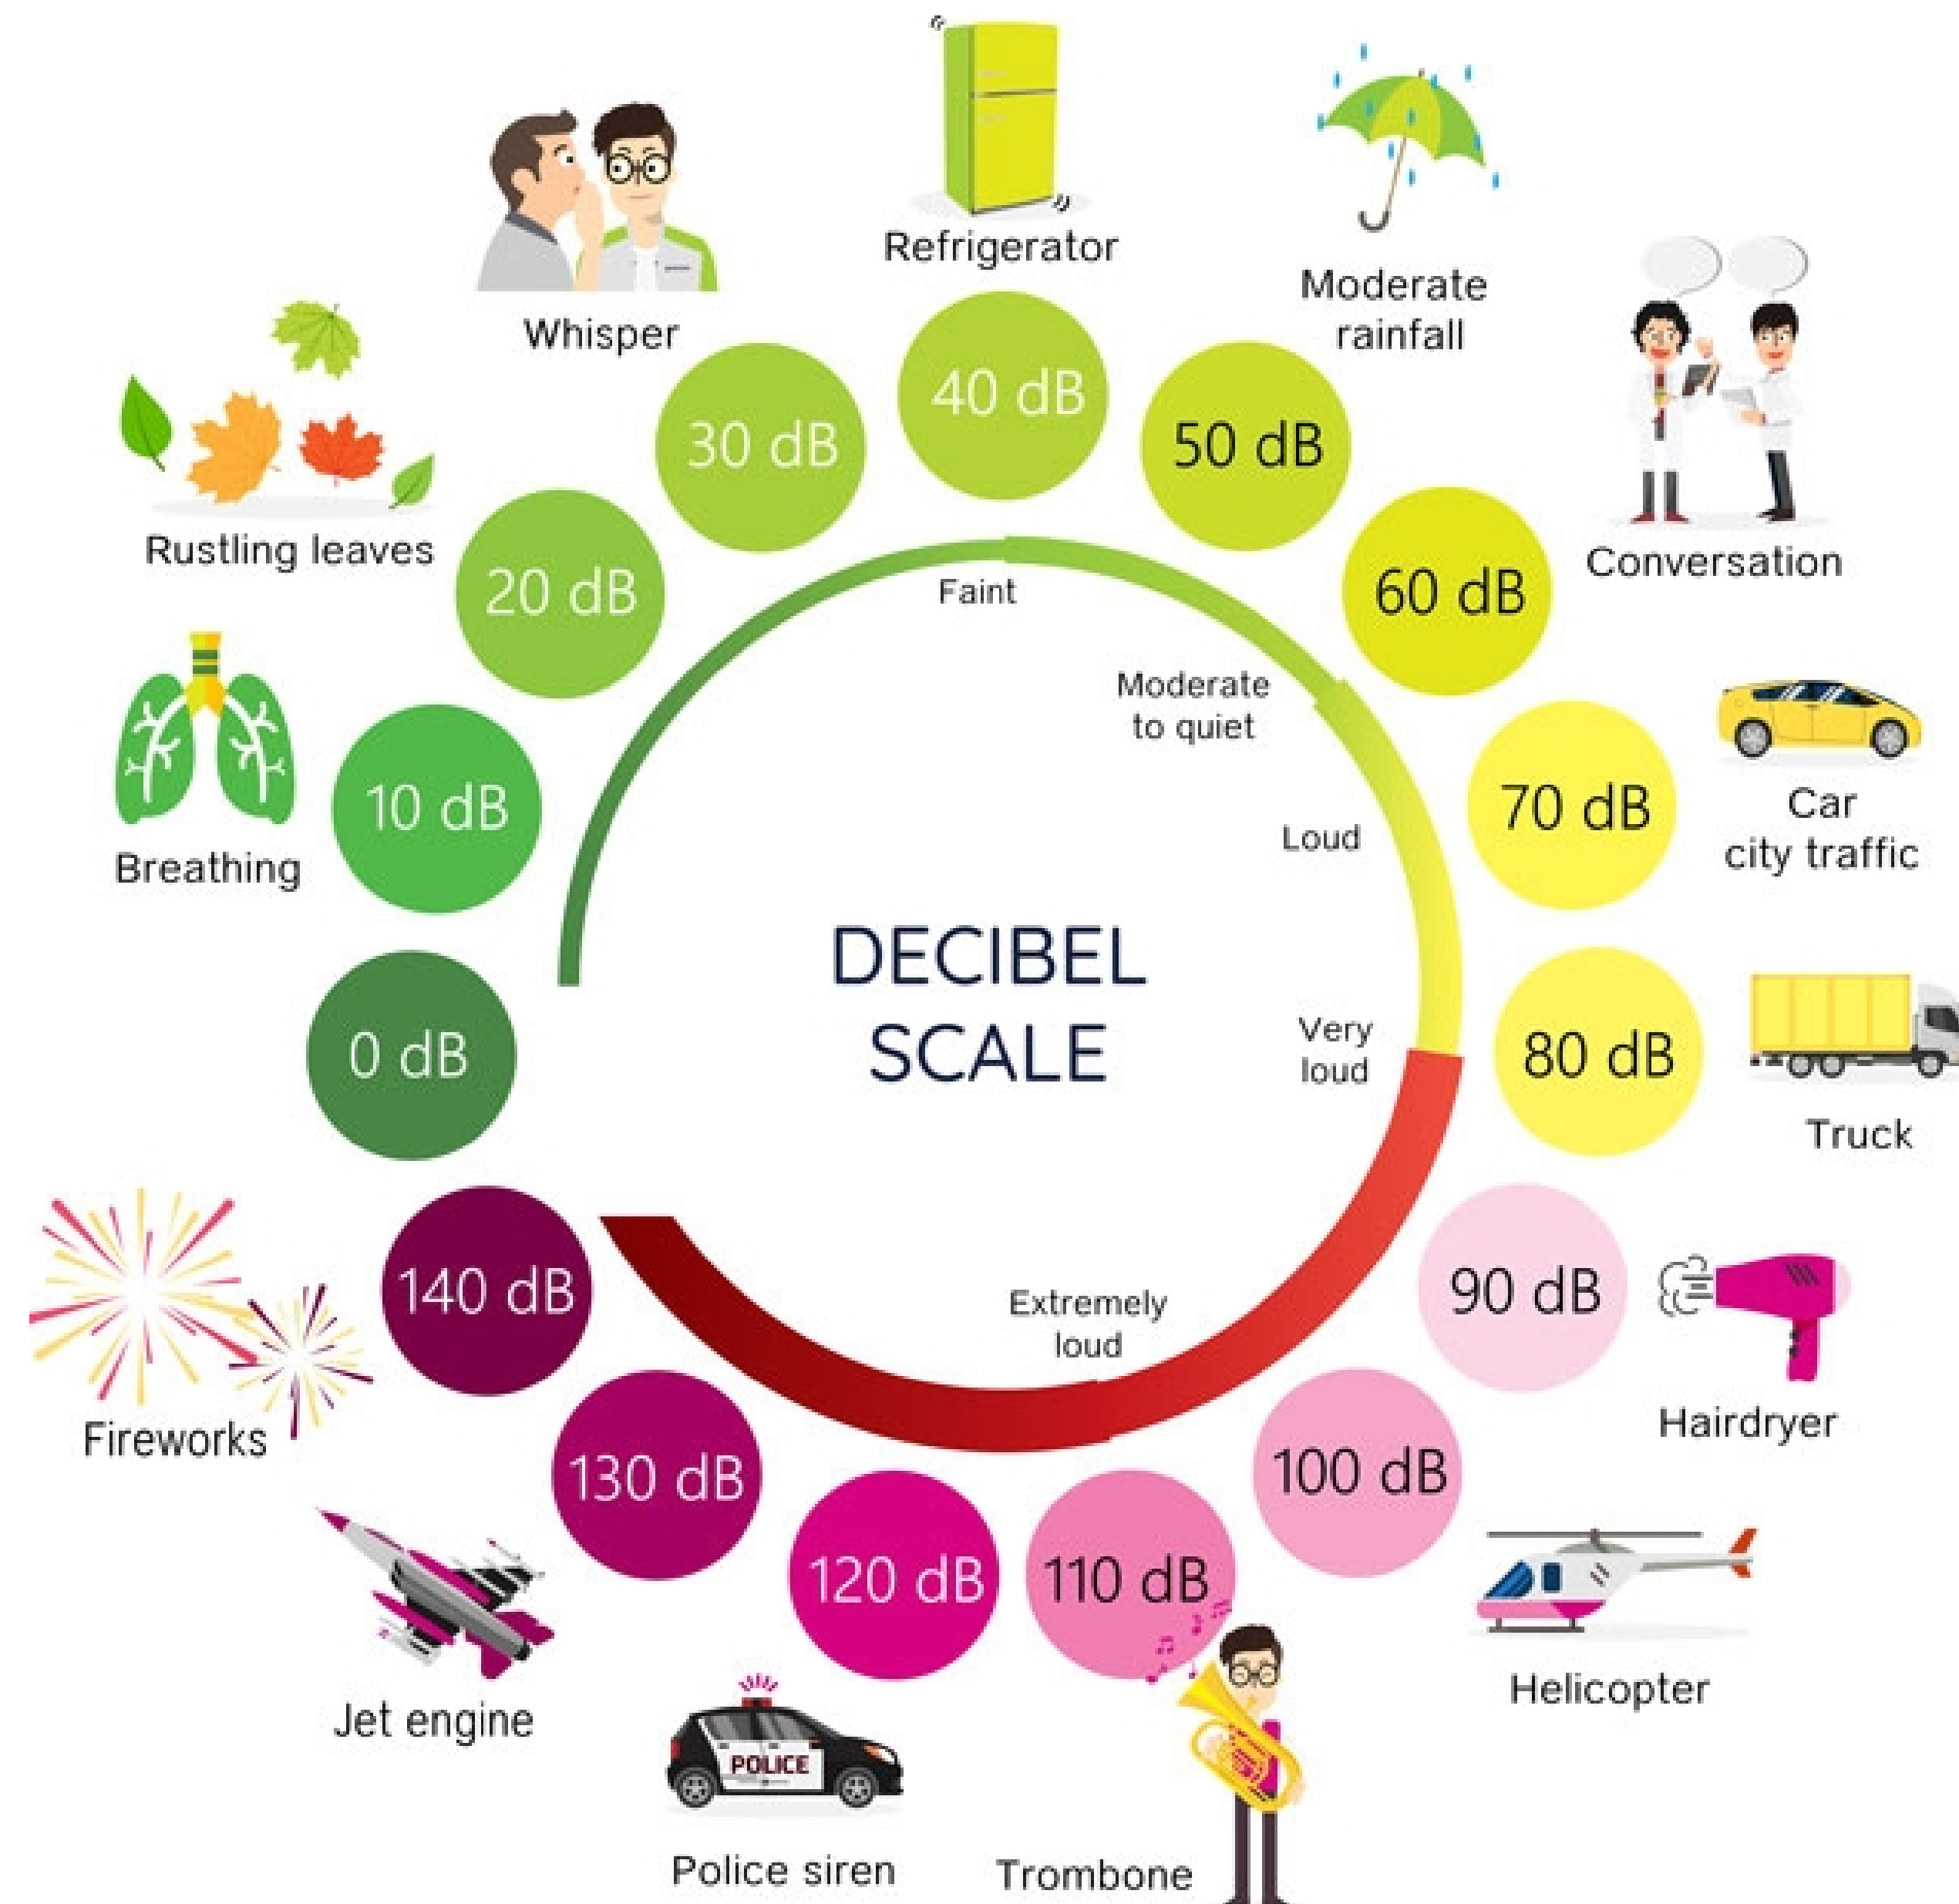 DECIBEL
SCALE
0 dB
10 dB
Breathing
20 dB
Rustling leaves
30 dB
Whisper
40 dB
Refrigerator
50 dB
Moderate
rainfall
60 dB
Conversation
70 dB
Car
city traffic
80 dB
Truck
90 dB
Hairdryer
100 dB
Helicopter
110 dB
Trombone
120 dB
Police siren
POLICE
130 dB
Jet engine
140 dB
Fireworks
Faint
Moderate
to quiet
Loud
Very
loud
Extremely
loud